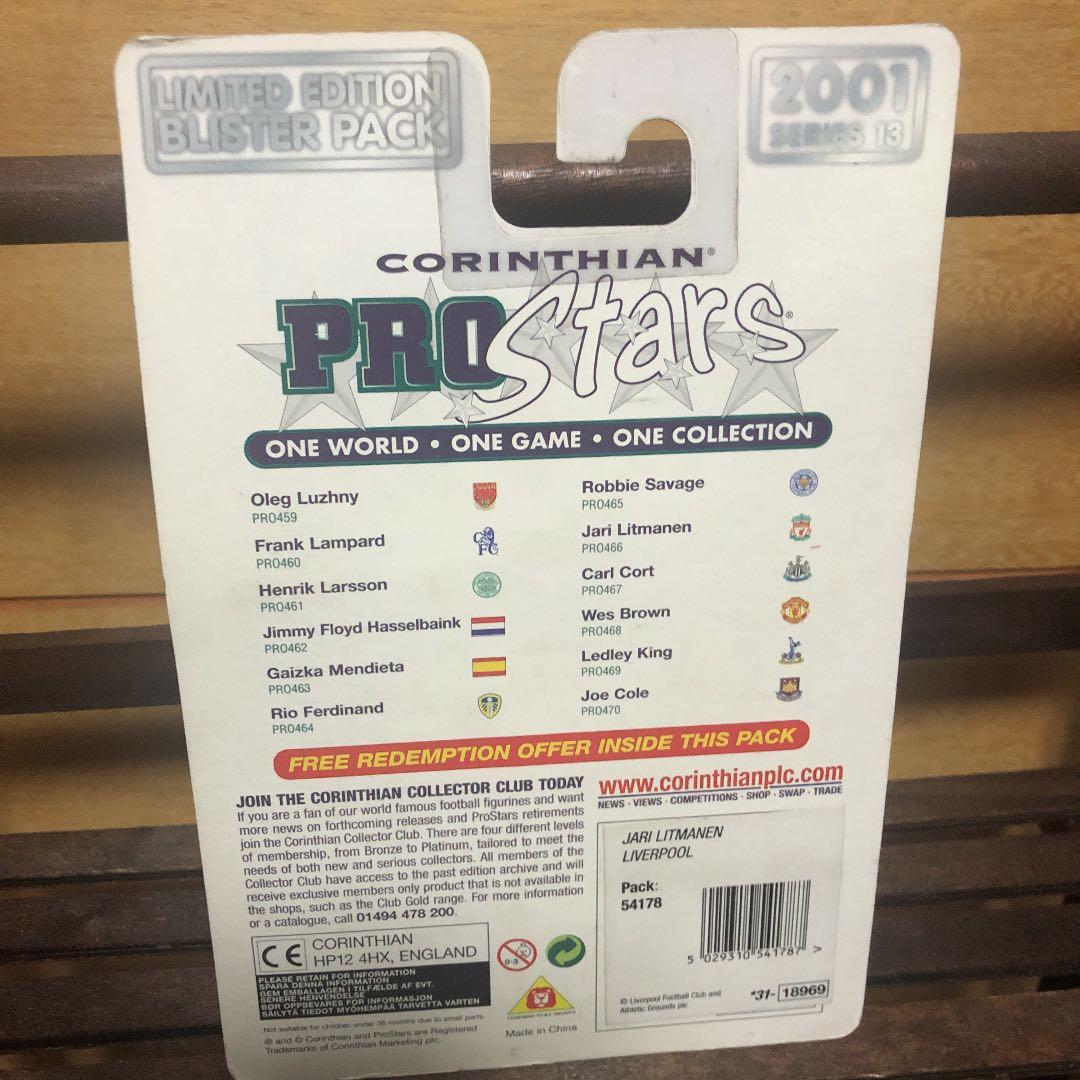 LIMITED EDITION
BLISTER PACK
2001
SERIES 13
CORINTHIAN®
PROStars®
ONE WORLD • ONE GAME • ONE COLLECTION
Oleg Luzhny
PRO459
Frank Lampard
PRO460
Henrik Larsson
PRO461
Jimmy Floyd Hasselbaink
PRO462
Gaizka Mendieta
PRO463
Rio Ferdinand
PRO464
Robbie Savage
PRO465
Jari Litmanen
PRO466
Carl Cort
PRO467
Wes Brown
PRO468
Ledley King
PRO469
Joe Cole
PRO470
FREE REDEMPTION OFFER INSIDE THIS PACK
JOIN THE CORINTHIAN COLLECTOR CLUB TODAY
If you are a fan of our world famous football figurines and want
more news on forthcoming releases and ProStars retirements
join the Corinthian Collector Club. There are four different levels
of membership, from Bronze to Platinum, tailored to meet the
needs of both new and serious collectors. All members of the
Collector Club have access to the past edition archive and will
receive exclusive members only product that is not available in
the shops, such as the Club Gold range. For more information
or a catalogue, call 01494 478 200.
www.corinthianplc.com
NEWS - VIEWS - COMPETITIONS - SHOP - SWAP - TRADE
JARI LITMANEN
LIVERPOOL
Pack:
54178
5 029310 541787 >
© Liverpool Football Club and
Athletic Grounds plc
*31- 18969
CE
CORINTHIAN
HP12 4HX, ENGLAND
PLEASE RETAIN FOR INFORMATION
SPARA DENNA INFORMATION
GEM EMBALLAGEN I TILFÆLDE AF EVT.
SENERE HENVENDELSE
BØR OPPBEVARES FOR INFORMASJON
SÄILYTÄ TIEDOT MYÖHEMPÄÄ TARVETTA VARTEN
0-3
Not suitable for children under 36 months due to small parts.
® and © Corinthian and ProStars are Registered
Trademarks of Corinthian Marketing plc.
Made in China